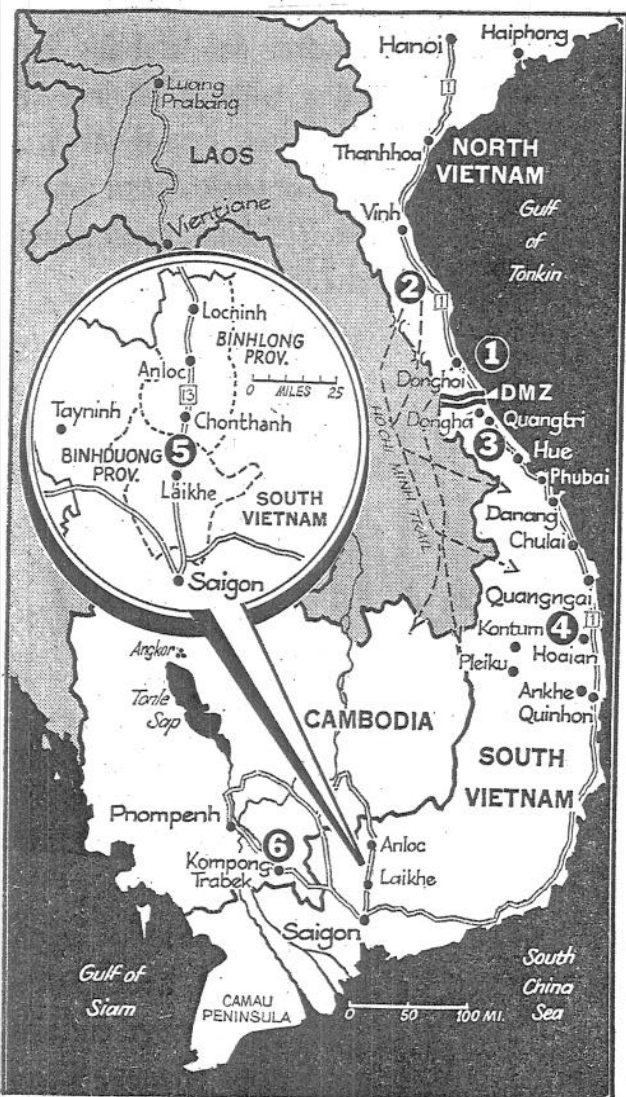 Hanoi
Haiphong
1
Luang
Prabang
LAOS
Thanhhoa
NORTH
VIETNAM
Vinh
Gulf
of
Tonkin
Vientiane
2
1
1
Donghoi
DMZ
Dongha
Quangtri
3
Hue
Phubai
HO CHI MINH TRAIL
Danang
Chulai
Quangngai
1
Kontum
4
Hoaian
Pleiku
Ankhe
Quinhon
SOUTH
VIETNAM
Lochinh
BINHLONG
PROV.
Anloc
13
0 MILES 25
Tayninh
Chonthanh
BINHDUONG
PROV.
5
Laikhe
SOUTH
VIETNAM
Saigon
Angkor
Tonle
Sap
CAMBODIA
Pnompenh
6
Kompong
Trabek
Anloc
Laikhe
Saigon
Gulf of
Siam
CAMAU
PENINSULA
0 50 100 MI.
South
China
Sea